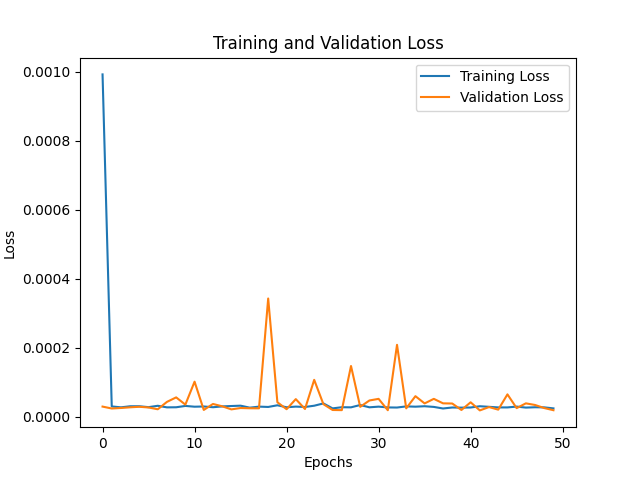 Training and Validation Loss
Training Loss
Validation Loss
Loss
0.0010
0.0008
0.0006
0.0004
0.0002
0.0000
0
10
20
30
40
50
Epochs